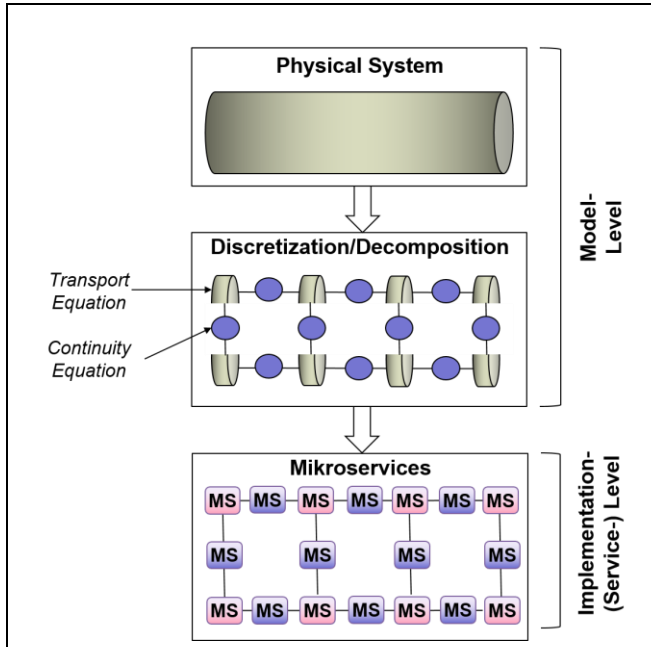 Physical System
Discretization/Decomposition
Transport
Equation
Continuity
Equation
Model-
Level
Mikroservices
MS MS MS MS MS MS MS
MS MS MS MS
MS MS MS MS MS MS MS
Implementation-
(Service-) Level